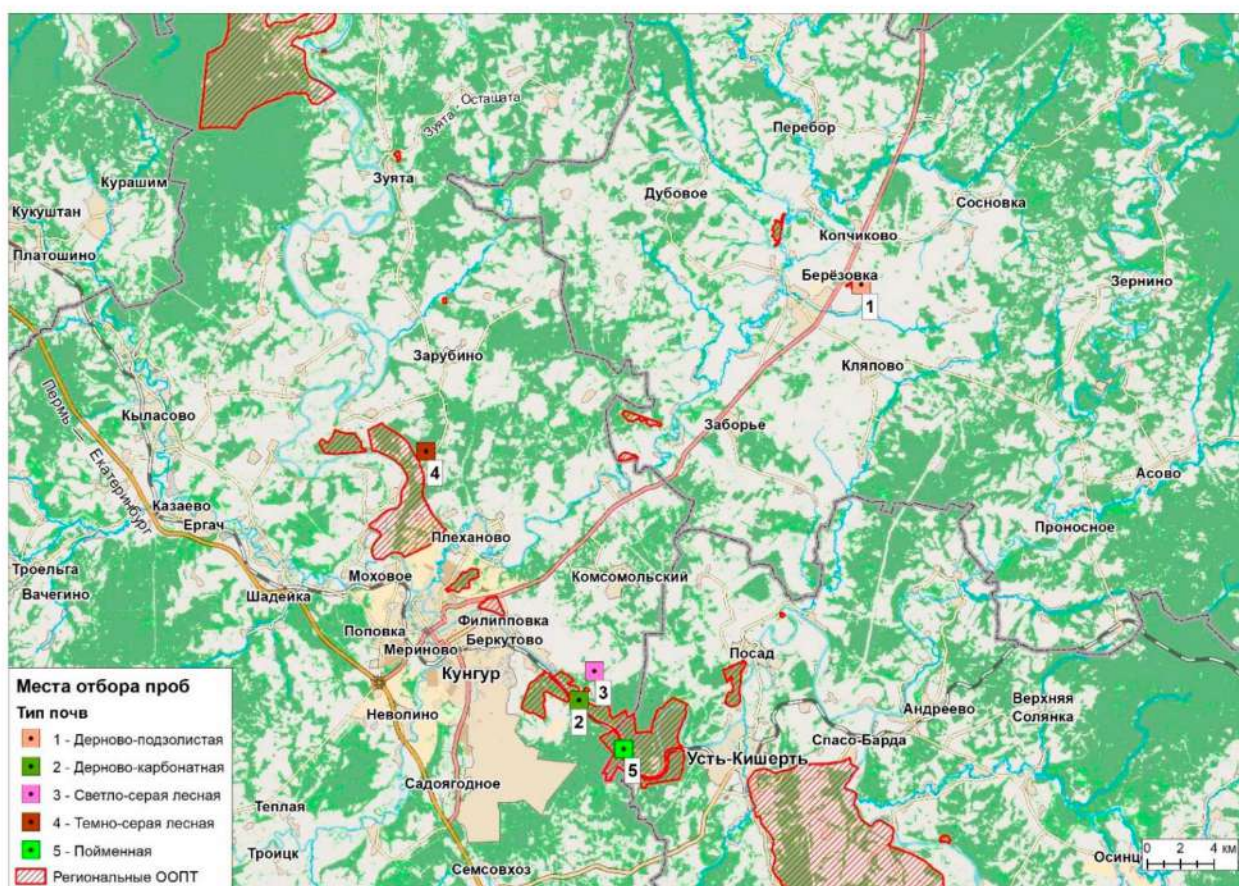 Осташата
Зуята
Перебор
Курашим
Зуята
Дубовое
Сосновка
Кукуштан
Копчиково
Платошино
Берёзовка
Зернино
1
Зарубино
Кляпово
Пермь — Екатеринбург
Кыласово
Заборье
4
Асово
Казаево
Ергач
Проносное
Плеханово
Троельга
Моховое
Комсомольский
Вачегино
Шадейка
Филипповка
Поповка
Беркутово
Мериново
Посад
Кунгур
3
Верхняя
Солянка
Андреево
2
Неволино
Спасо-Барда
5
Усть-Кишерть
Садоягодное
Теплая
Троицк
Семсовхоз
Осинц
Места отбора проб
Тип почв
1 - Дерново-подзолистая
2 - Дерново-карбонатная
3 - Светло-серая лесная
4 - Темно-серая лесная
5 - Пойменная
Региональные ООПТ
0 2 4 км